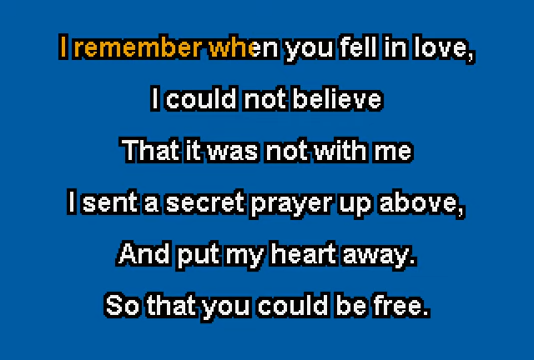 I remember when you fell in love,
I could not believe
That it was not with me
I sent a secret prayer up above,
And put my heart away.
So that you could be free.